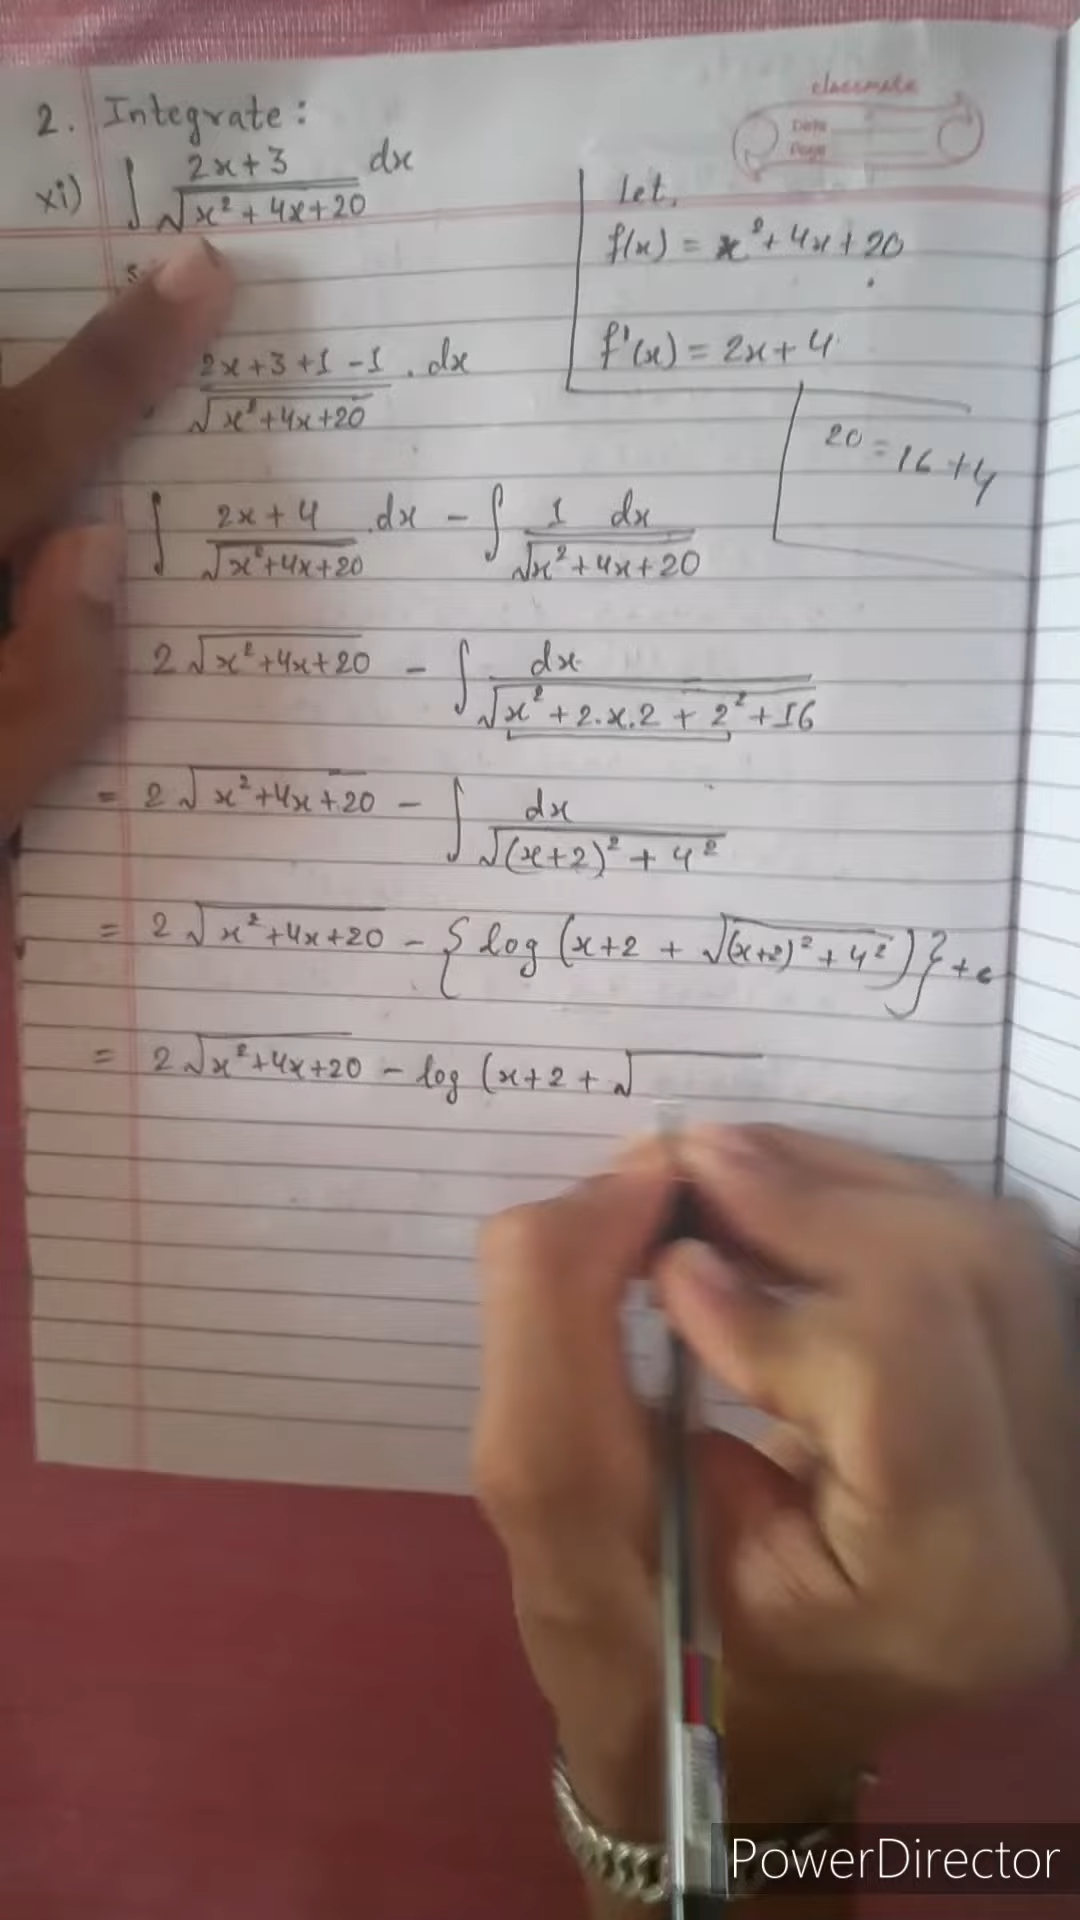 classmate
Date
Page
2. Integrate:
xi) ∫ (2x+3)/√(x²+4x+20) dx
Let,
f(x) = x²+4x+20
f'(x) = 2x+4
(2x+3+1-1)/√(x²+4x+20) . dx
20 = 16+4
∫ (2x+4)/√(x²+4x+20) . dx - ∫ (1 dx)/√(x²+4x+20)
2√(x²+4x+20) - ∫ dx/√(x²+2.x.2+2²+16)
= 2√(x²+4x+20) - ∫ dx/√((x+2)²+4²)
= 2√(x²+4x+20) - {log (x+2+√((x+2)²+4²))} + c
= 2√(x²+4x+20) - log (x+2+√
PowerDirector